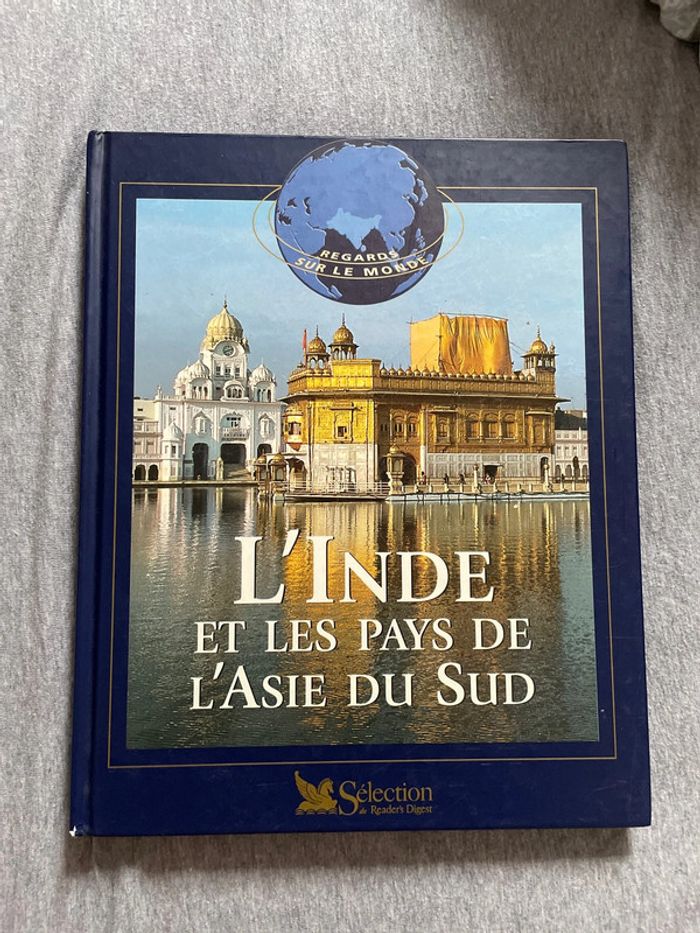 REGARDS
SUR LE MONDE
L'INDE
ET LES PAYS DE
L'ASIE DU SUD
Sélection
du Reader's Digest